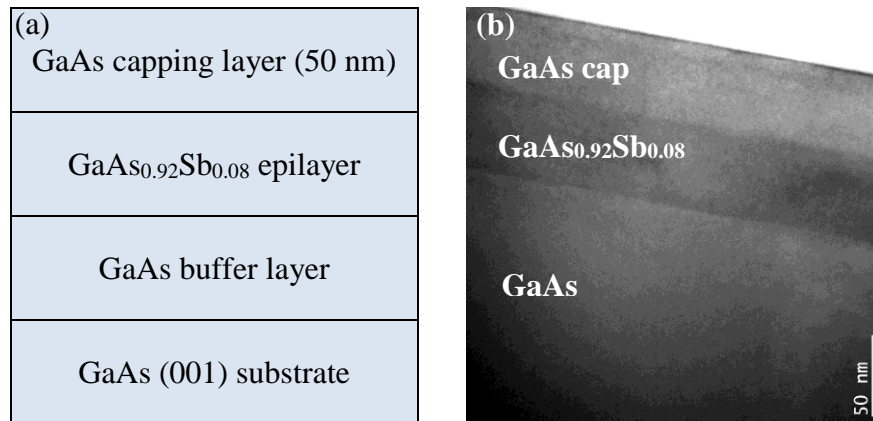 (a)
GaAs capping layer (50 nm)
GaAs₀.₉₂Sb₀.₀₈ epilayer
GaAs buffer layer
GaAs (001) substrate
(b)
GaAs cap
GaAs₀.₉₂Sb₀.₀₈
GaAs
50 nm